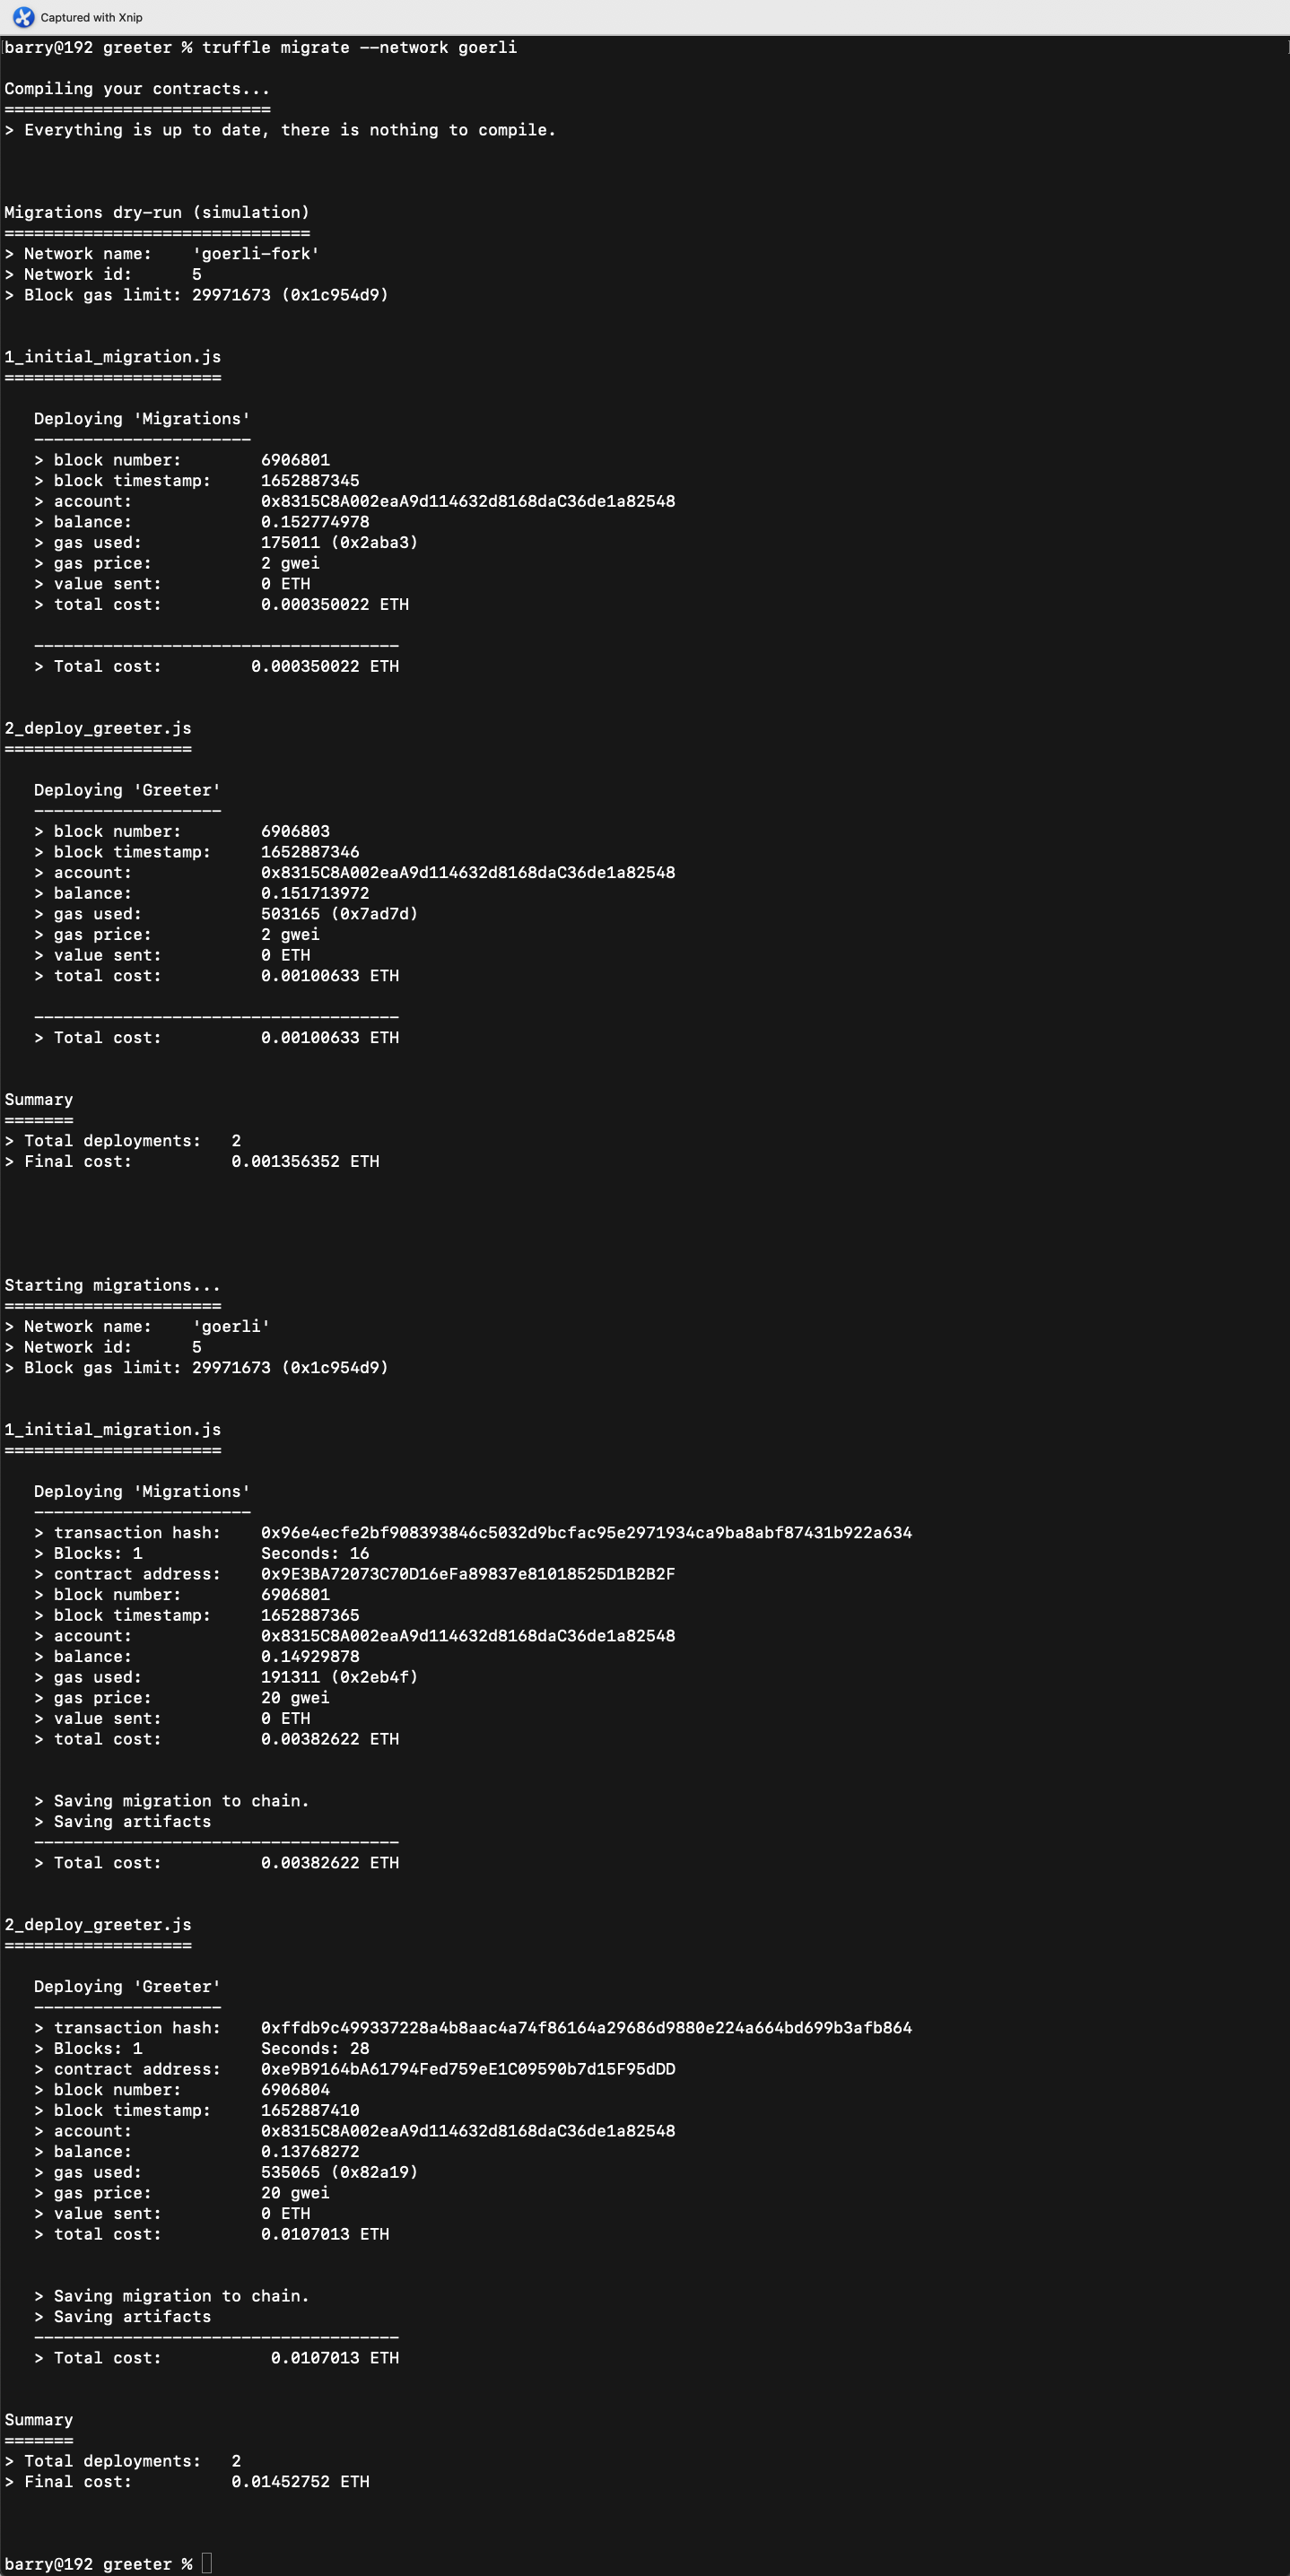 Captured with Xnip
barry@192 greeter % truffle migrate --network goerli
Compiling your contracts...
===========================
> Everything is up to date, there is nothing to compile.
Migrations dry-run (simulation)
===============================
> Network name:    'goerli-fork'
> Network id:      5
> Block gas limit: 29971673 (0x1c954d9)
1_initial_migration.js
======================
   Deploying 'Migrations'
   ----------------------
   > block number:        6906801
   > block timestamp:     1652887345
   > account:             0x8315C8A002eaA9d114632d8168daC36de1a82548
   > balance:             0.152774978
   > gas used:            175011 (0x2aba3)
   > gas price:           2 gwei
   > value sent:          0 ETH
   > total cost:          0.000350022 ETH
   -------------------------------------
   > Total cost:         0.000350022 ETH
2_deploy_greeter.js
===================
   Deploying 'Greeter'
   -------------------
   > block number:        6906803
   > block timestamp:     1652887346
   > account:             0x8315C8A002eaA9d114632d8168daC36de1a82548
   > balance:             0.151713972
   > gas used:            503165 (0x7ad7d)
   > gas price:           2 gwei
   > value sent:          0 ETH
   > total cost:          0.00100633 ETH
   -------------------------------------
   > Total cost:          0.00100633 ETH
Summary
=======
> Total deployments:   2
> Final cost:          0.001356352 ETH
Starting migrations...
======================
> Network name:    'goerli'
> Network id:      5
> Block gas limit: 29971673 (0x1c954d9)
1_initial_migration.js
======================
   Deploying 'Migrations'
   ----------------------
   > transaction hash:    0x96e4ecfe2bf908393846c5032d9bcfac95e2971934ca9ba8abf87431b922a634
   > Blocks: 1            Seconds: 16
   > contract address:    0x9E3BA72073C70D16eFa89837e81018525D1B2B2F
   > block number:        6906801
   > block timestamp:     1652887365
   > account:             0x8315C8A002eaA9d114632d8168daC36de1a82548
   > balance:             0.14929878
   > gas used:            191311 (0x2eb4f)
   > gas price:           20 gwei
   > value sent:          0 ETH
   > total cost:          0.00382622 ETH
   > Saving migration to chain.
   > Saving artifacts
   -------------------------------------
   > Total cost:          0.00382622 ETH
2_deploy_greeter.js
===================
   Deploying 'Greeter'
   -------------------
   > transaction hash:    0xffdb9c499337228a4b8aac4a74f86164a29686d9880e224a664bd699b3afb864
   > Blocks: 1            Seconds: 28
   > contract address:    0xe9B9164bA61794Fed759eE1C09590b7d15F95dDD
   > block number:        6906804
   > block timestamp:     1652887410
   > account:             0x8315C8A002eaA9d114632d8168daC36de1a82548
   > balance:             0.13768272
   > gas used:            535065 (0x82a19)
   > gas price:           20 gwei
   > value sent:          0 ETH
   > total cost:          0.0107013 ETH
   > Saving migration to chain.
   > Saving artifacts
   -------------------------------------
   > Total cost:           0.0107013 ETH
Summary
=======
> Total deployments:   2
> Final cost:          0.01452752 ETH
barry@192 greeter %